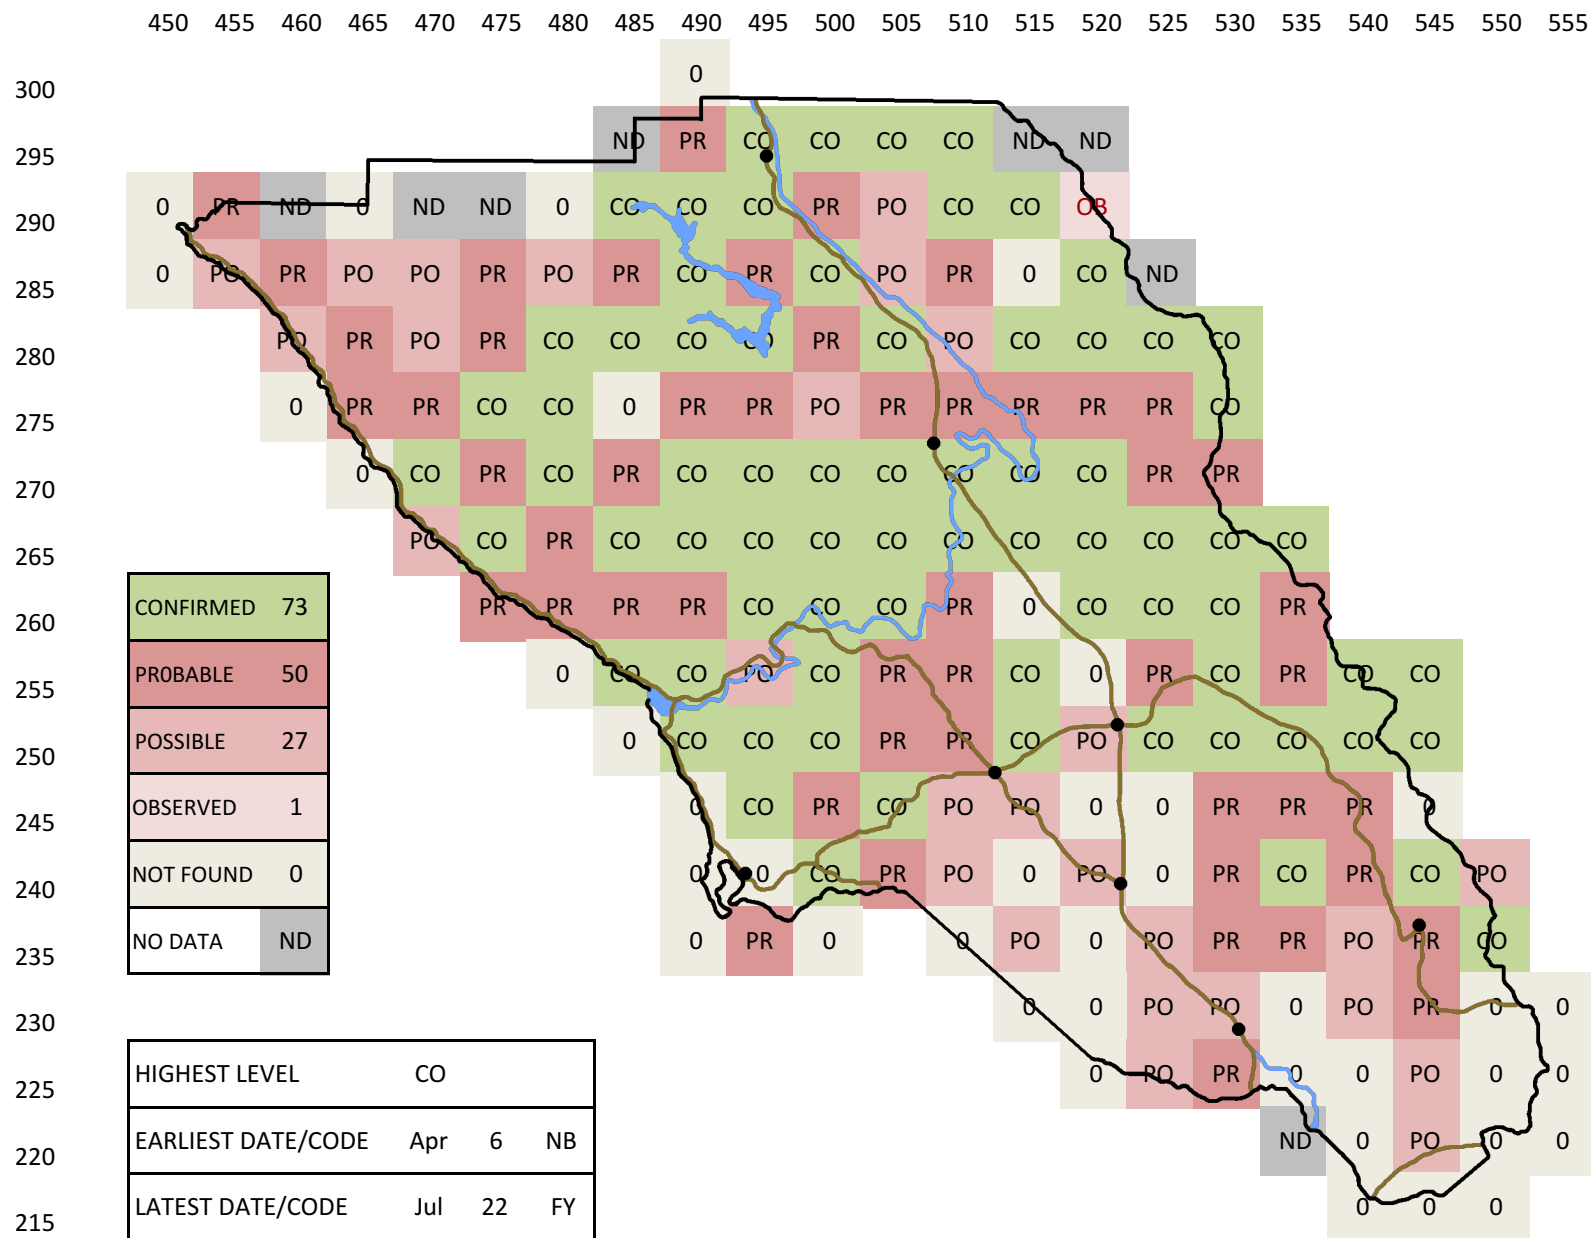 450 455 460 465 470 475 480 485 490 495 500 505 510 515 520 525 530 535 540 545 550 555
0
300
ND PR CO CO CO CO ND ND
295
0 PR ND 0 ND ND 0 CO CO CO PR PO CO CO OB
290
0 PO PR PO PO PR PO PR CO PR CO PO PR 0 CO ND
285
PO PR PO PR CO CO CO CO PR CO PO CO CO CO CO
280
0 PR PR CO CO 0 PR PR PO PR PR PR PR PR CO
275
0 CO PR CO PR CO CO CO CO CO CO CO PR PR
270
PO CO PR CO CO CO CO CO CO CO CO CO CO CO
265
PR PR PR PR CO CO CO PR 0 CO CO CO PR
260
0 CO CO PO CO PR PR CO 0 PR CO PR CO CO
255
0 CO CO CO PR PR CO PO CO CO CO CO CO
250
0 CO PR CO PO PO 0 0 PR PR PR 0
245
0 0 CO PR PO 0 PO 0 PR CO PR CO PO
240
0 PR 0 0 PO 0 PO PR PR PO PR CO
235
0 0 PO PO 0 PO PR 0 0
230
0 PO PR 0 0 PO 0 0
225
ND 0 PO 0 0
220
0 0 0
215
CONFIRMED 73
PR0BABLE 50
POSSIBLE 27
OBSERVED 1
NOT FOUND 0
NO DATA ND
HIGHEST LEVEL CO
EARLIEST DATE/CODE Apr 6 NB
LATEST DATE/CODE Jul 22 FY